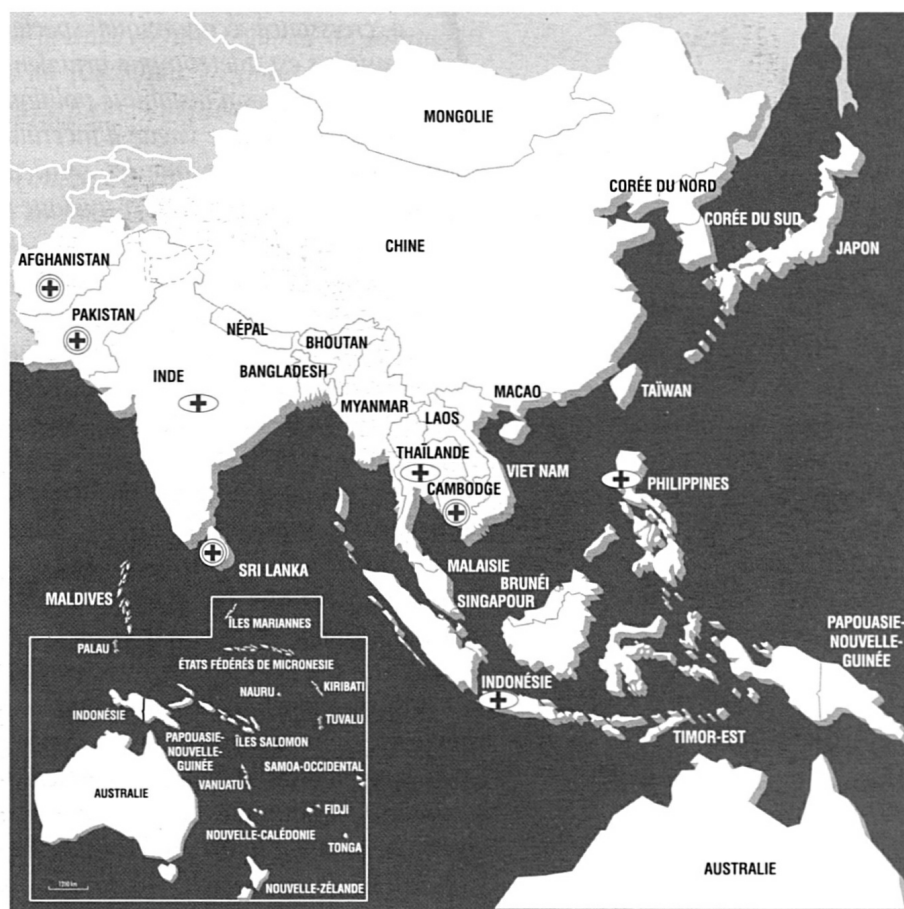 MONGOLIE
CORÉE DU NORD
CORÉE DU SUD
JAPON
CHINE
AFGHANISTAN
PAKISTAN
NÉPAL
BHOUTAN
INDE
BANGLADESH
MACAO
TAÏWAN
MYANMAR
LAOS
THAÏLANDE
VIET NAM
CAMBODGE
PHILIPPINES
SRI LANKA
MALAISIE
BRUNÉI
SINGAPOUR
MALDIVES
INDONÉSIE
PAPOUASIE-
NOUVELLE-
GUINÉE
TIMOR-EST
AUSTRALIE
ÎLES MARIANNES
PALAU
ÉTATS FÉDÉRÉS DE MICRONESIE
NAURU
KIRIBATI
INDONÉSIE
TUVALU
PAPOUASIE-
NOUVELLE-
GUINÉE
ÎLES SALOMON
SAMOA-OCCIDENTAL
VANUATU
AUSTRALIE
FIDJI
NOUVELLE-CALÉDONIE
TONGA
NOUVELLE-ZÉLANDE